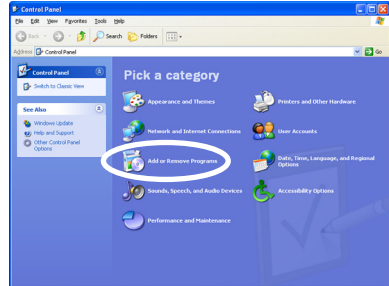 Control Panel
File Edit View Favorites Tools Help
Back Search Folders
Address Control Panel Go
Control Panel
Switch to Classic View
See Also
Windows Update
Help and Support
Other Control Panel
Options
Pick a category
Appearance and Themes
Printers and Other Hardware
Network and Internet Connections
User Accounts
Add or Remove Programs
Date, Time, Language, and Regional
Options
Sounds, Speech, and Audio Devices
Accessibility Options
Performance and Maintenance